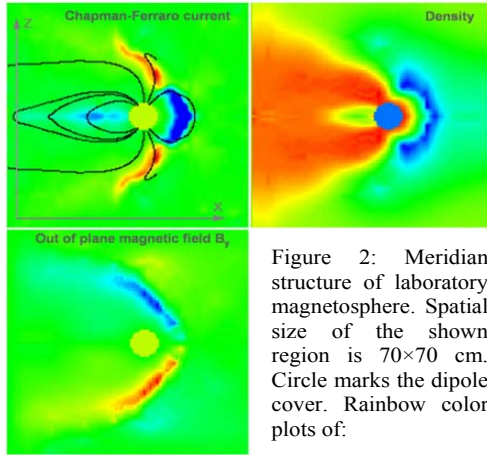 Chapman-Ferraro current
Z
X
Density
Out of plane magnetic field By
Figure 2: Meridian
structure of laboratory
magnetosphere. Spatial
size of the shown
region is 70×70 cm.
Circle marks the dipole
cover. Rainbow color
plots of: